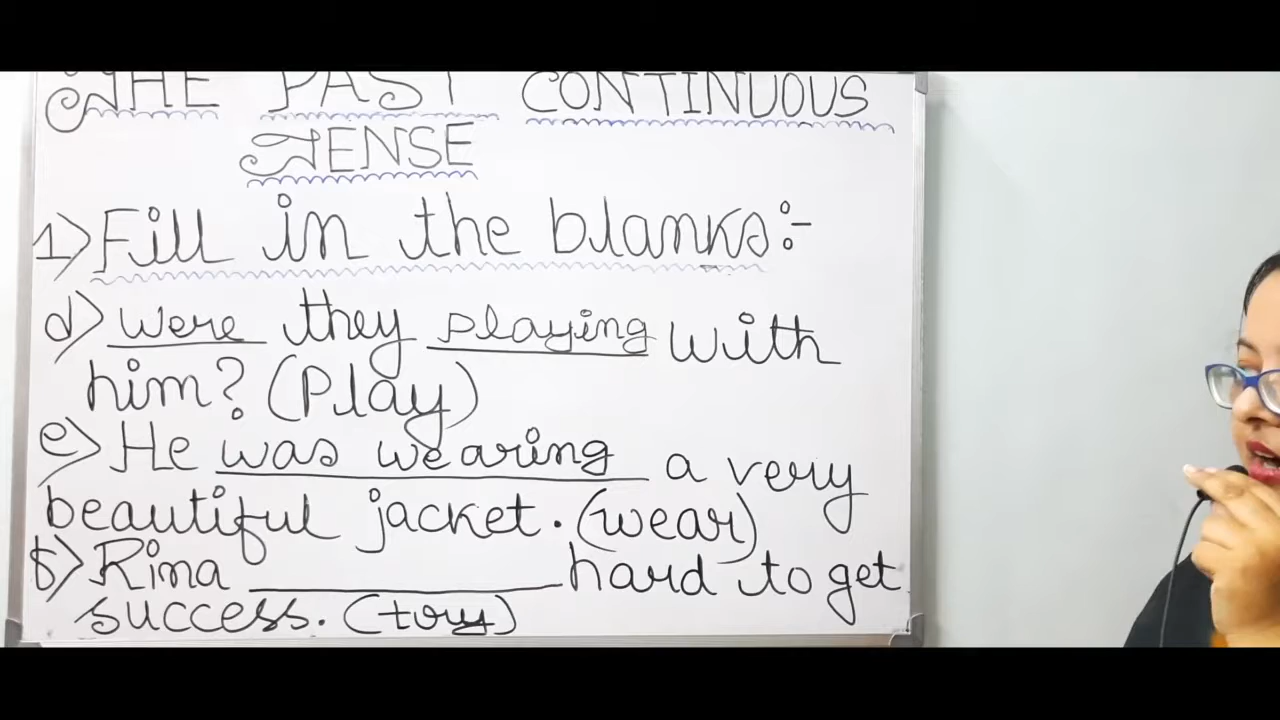 THE PAST CONTINUOUS
TENSE
1) Fill in the blanks:-
d) were they playing with
him? (Play)
e) He was wearing a very
beautiful jacket. (wear)
f) Rina ____ hard to get
success. (try)